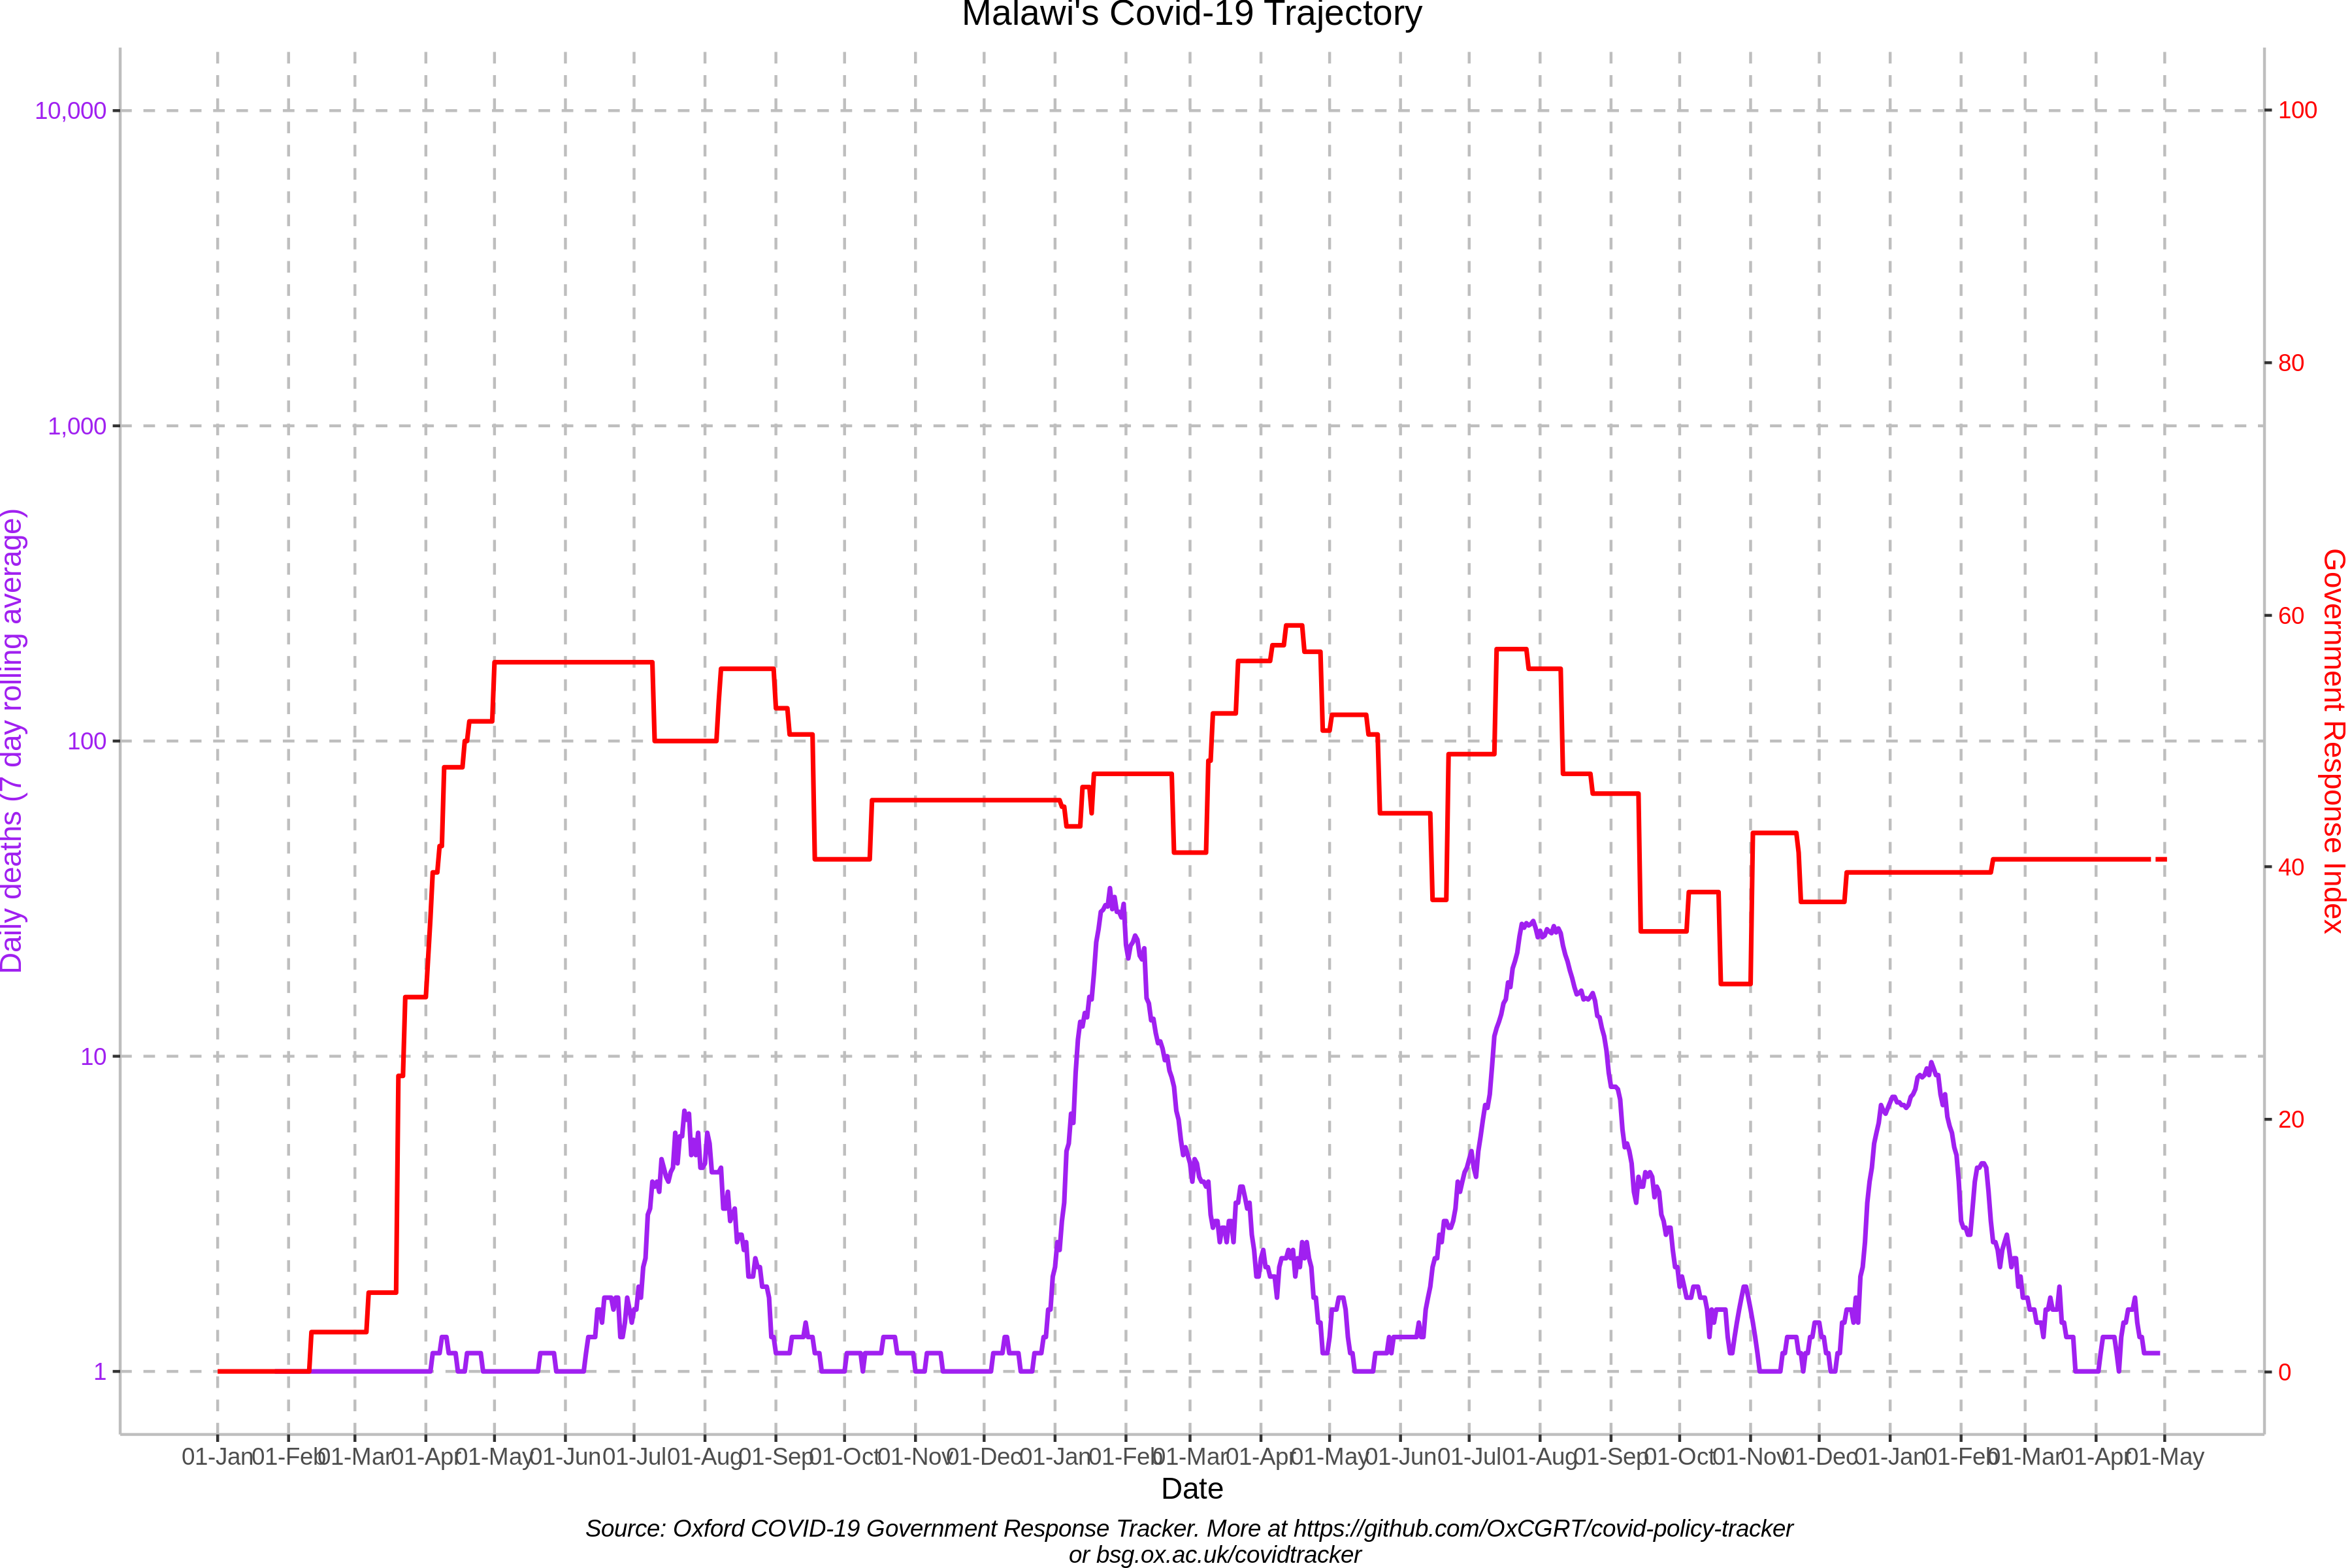 Malawi's Covid-19 Trajectory
10,000
1,000
100
10
1
Daily deaths (7 day rolling average)
100
80
60
40
20
0
Government Response Index
01-Jan 01-Feb 01-Mar 01-Apr 01-May 01-Jun 01-Jul 01-Aug 01-Sep 01-Oct 01-Nov 01-Dec 01-Jan 01-Feb 01-Mar 01-Apr 01-May 01-Jun 01-Jul 01-Aug 01-Sep 01-Oct 01-Nov 01-Dec 01-Jan 01-Feb 01-Mar 01-Apr 01-May
Date
Source: Oxford COVID-19 Government Response Tracker. More at https://github.com/OxCGRT/covid-policy-tracker
or bsg.ox.ac.uk/covidtracker